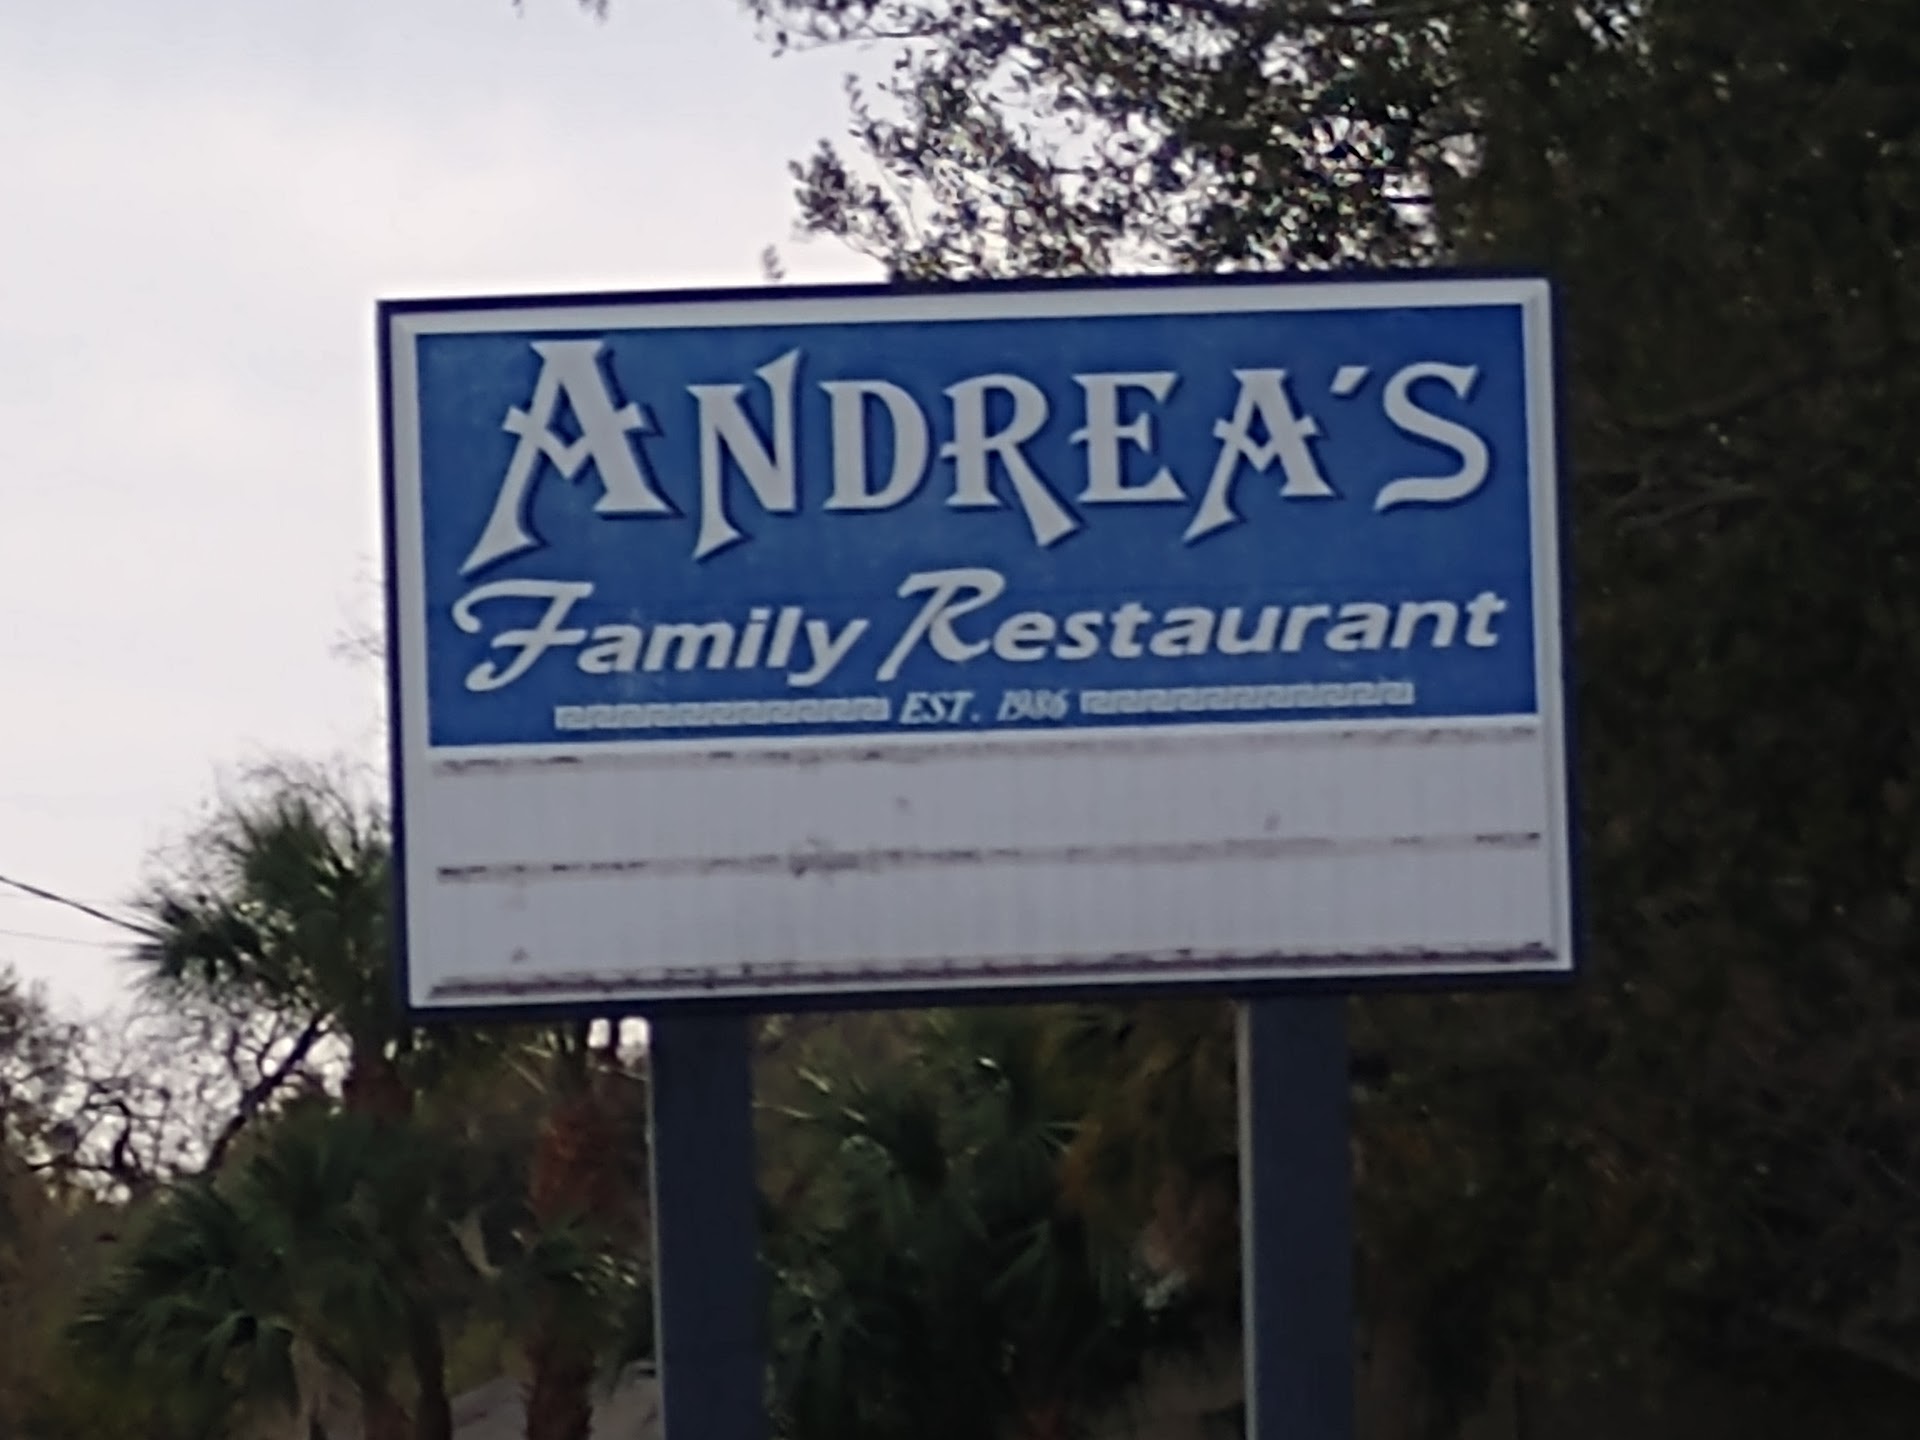 ANDREA'S
Family Restaurant
EST. 1986